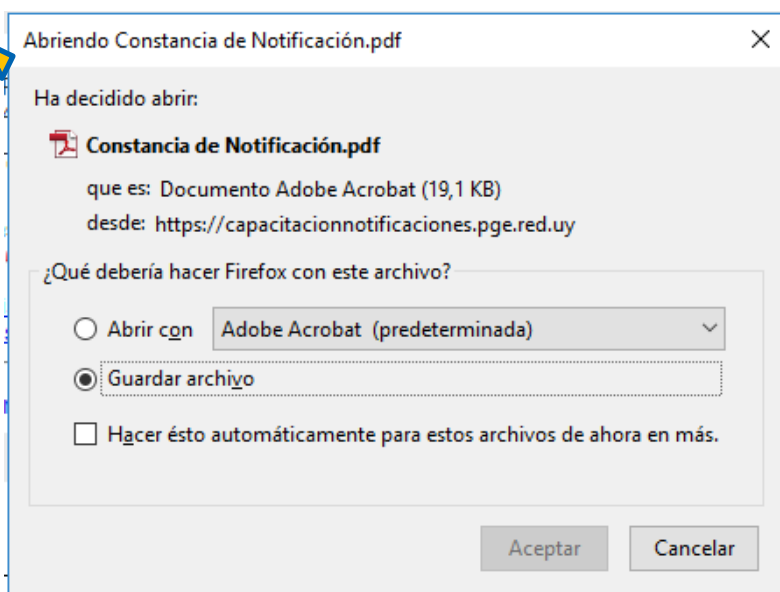 Abriendo Constancia de Notificación.pdf
Ha decidido abrir:
Constancia de Notificación.pdf
que es: Documento Adobe Acrobat (19,1 KB)
desde: https://capacitacionnotificaciones.pge.red.uy
¿Qué debería hacer Firefox con este archivo?
Abrir con Adobe Acrobat (predeterminada)
Guardar archivo
Hacer ésto automáticamente para estos archivos de ahora en más.
Aceptar Cancelar